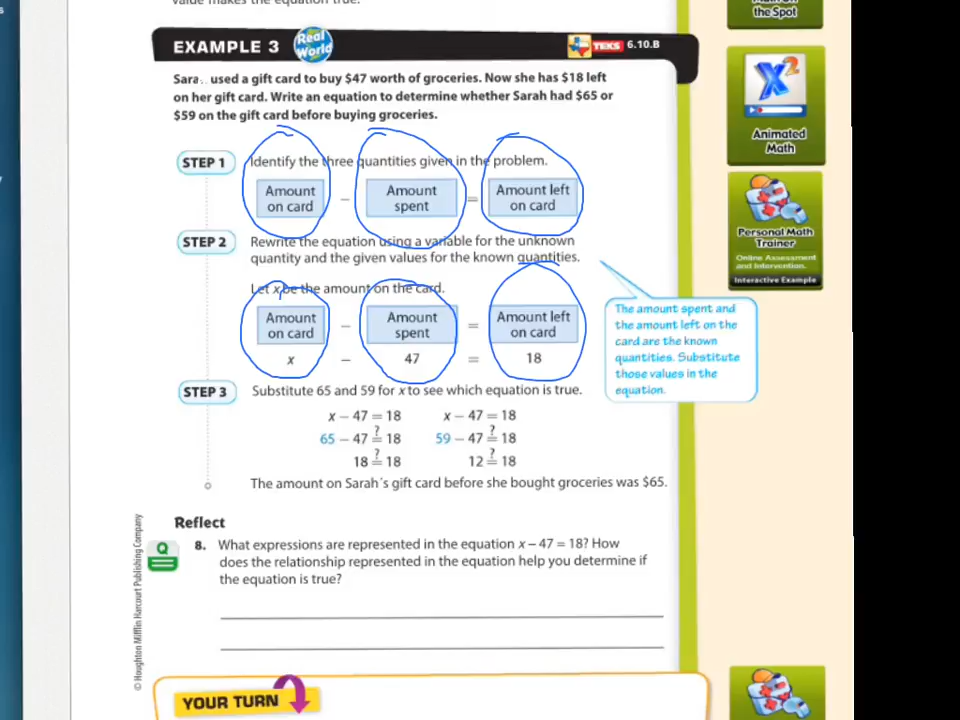 value makes the equation true.
Math On
the Spot
EXAMPLE 3
Real
World
TEKS 6.10.B
used a gift card to buy $47 worth of groceries. Now she has $18 left
on her gift card. Write an equation to determine whether Sarah had $65 or
$59 on the gift card before buying groceries.
X²
Animated
Math
STEP 1 Identify the three quantities given in the problem.
Amount on card – Amount spent = Amount left on card
Personal Math
Trainer
Online Assessment
and Intervention.
Interactive Example
STEP 2 Rewrite the equation using a variable for the unknown
quantity and the given values for the known quantities.
Let x be the amount on the card.
Amount on card – Amount spent = Amount left on card
x – 47 = 18
The amount spent and
the amount left on the
card are the known
quantities. Substitute
those values in the
equation.
STEP 3 Substitute 65 and 59 for x to see which equation is true.
x – 47 = 18 x – 47 = 18
65 – 47 ≟ 18 59 – 47 ≟ 18
18 ≟ 18 12 ≟ 18
The amount on Sarah's gift card before she bought groceries was $65.
Reflect
Q
8. What expressions are represented in the equation x – 47 = 18? How
does the relationship represented in the equation help you determine if
the equation is true?
© Houghton Mifflin Harcourt Publishing Company
YOUR TURN